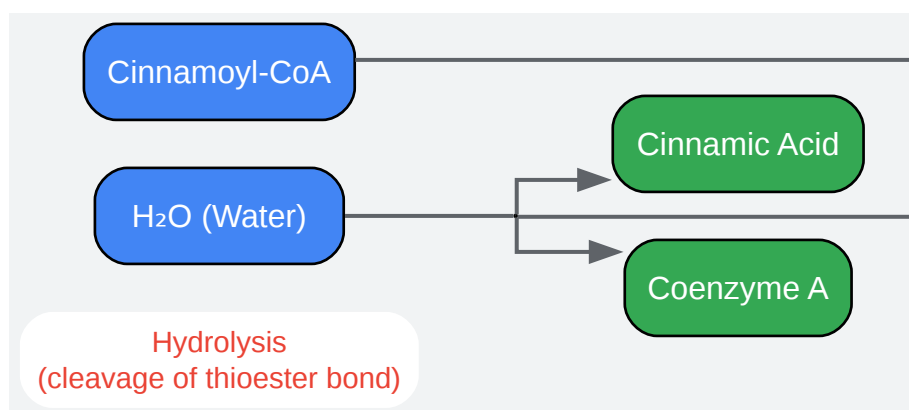 Cinnamoyl-CoA
Cinnamic Acid
H₂O (Water)
Coenzyme A
Hydrolysis
(cleavage of thioester bond)